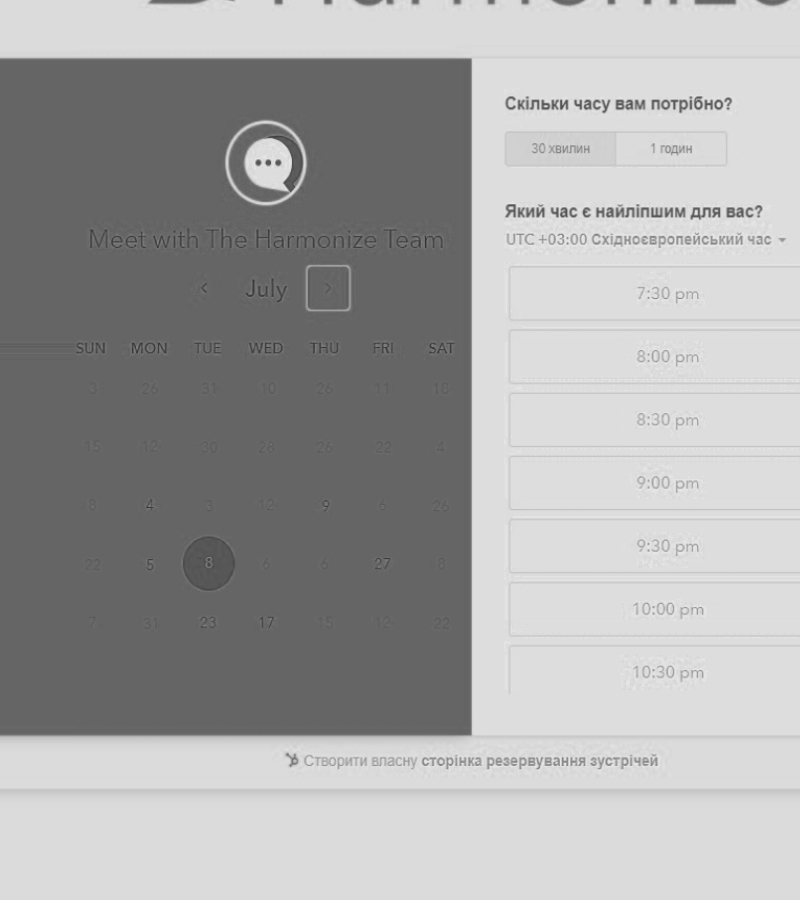 Harmonize
Скільки часу вам потрібно?
30 хвилин 1 годин
Який час є найліпшим для вас?
UTC +03:00 Східноєвропейський час
Meet with The Harmonize Team
July
SUN MON TUE WED THU FRI SAT
3 26 31 10 26 11 18
15 12 30 28 26 22 4
8 4 3 12 9 6 26
22 5 8 6 6 27 8
7 31 23 17 15 12 22
7:30 pm
8:00 pm
8:30 pm
9:00 pm
9:30 pm
10:00 pm
10:30 pm
Створити власну сторінка резервування зустрічей